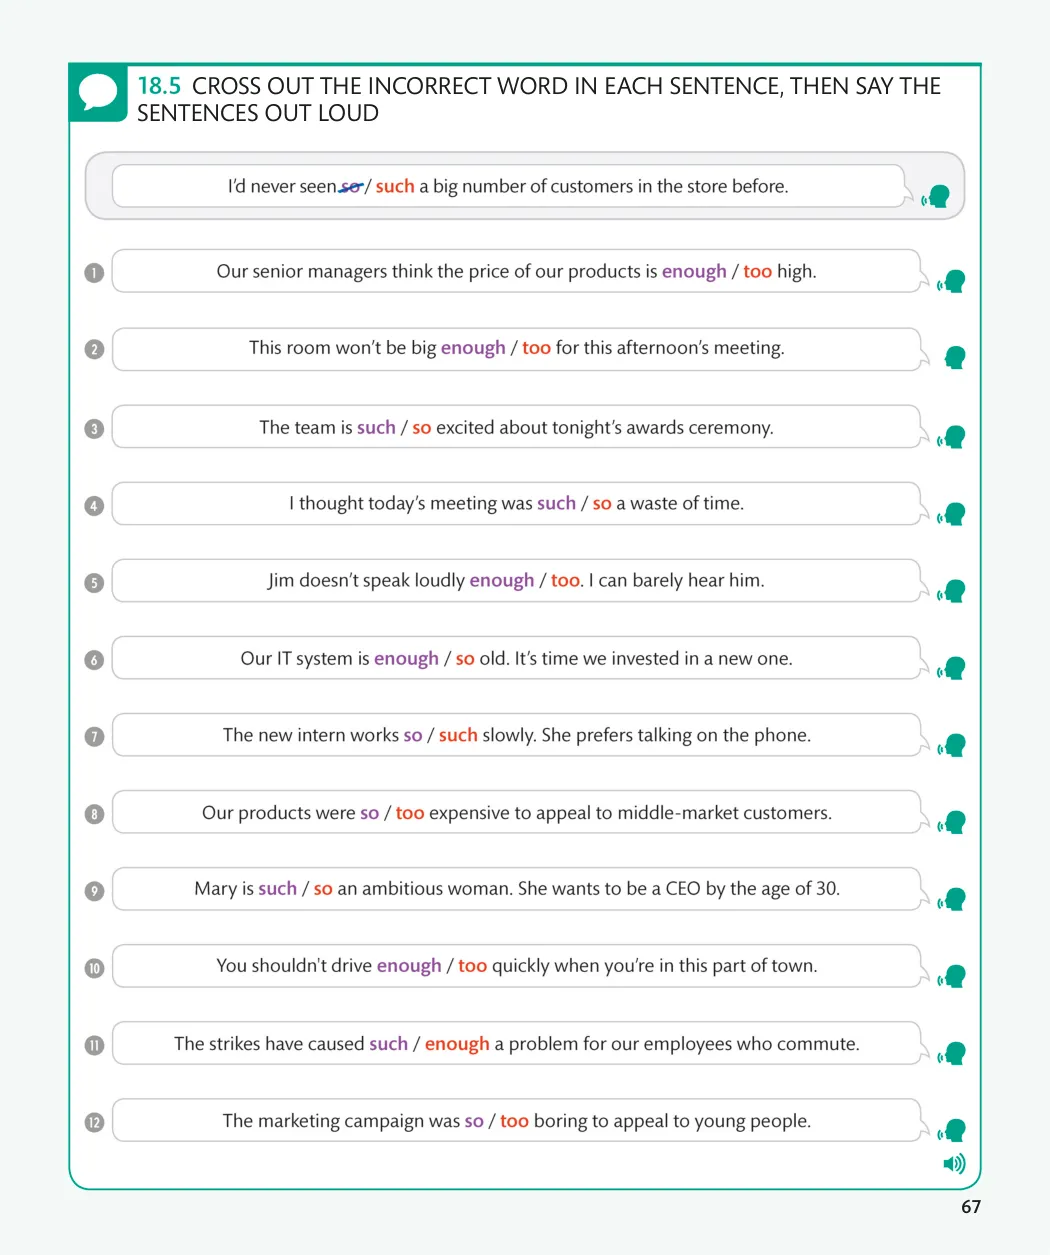 18.5 CROSS OUT THE INCORRECT WORD IN EACH SENTENCE, THEN SAY THE
SENTENCES OUT LOUD
I’d never seen so / such a big number of customers in the store before.
1 Our senior managers think the price of our products is enough / too high.
2 This room won’t be big enough / too for this afternoon’s meeting.
3 The team is such / so excited about tonight’s awards ceremony.
4 I thought today’s meeting was such / so a waste of time.
5 Jim doesn’t speak loudly enough / too. I can barely hear him.
6 Our IT system is enough / so old. It’s time we invested in a new one.
7 The new intern works so / such slowly. She prefers talking on the phone.
8 Our products were so / too expensive to appeal to middle-market customers.
9 Mary is such / so an ambitious woman. She wants to be a CEO by the age of 30.
10 You shouldn't drive enough / too quickly when you’re in this part of town.
11 The strikes have caused such / enough a problem for our employees who commute.
12 The marketing campaign was so / too boring to appeal to young people.
67